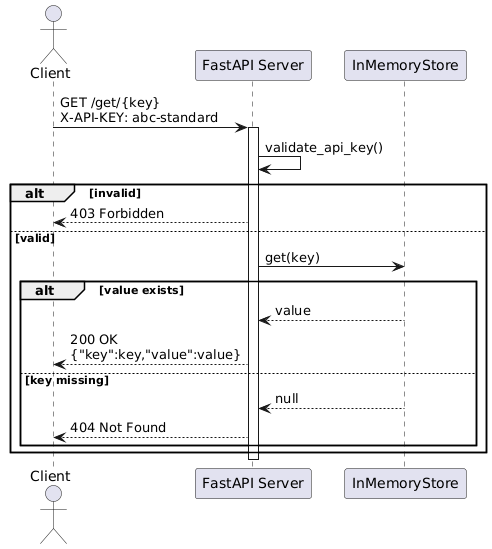 Client
FastAPI Server
InMemoryStore
GET /get/{key}
X-API-KEY: abc-standard
validate_api_key()
alt
[invalid]
403 Forbidden
[valid]
get(key)
alt
[value exists]
value
200 OK
{"key":key,"value":value}
[key missing]
null
404 Not Found
Client
FastAPI Server
InMemoryStore